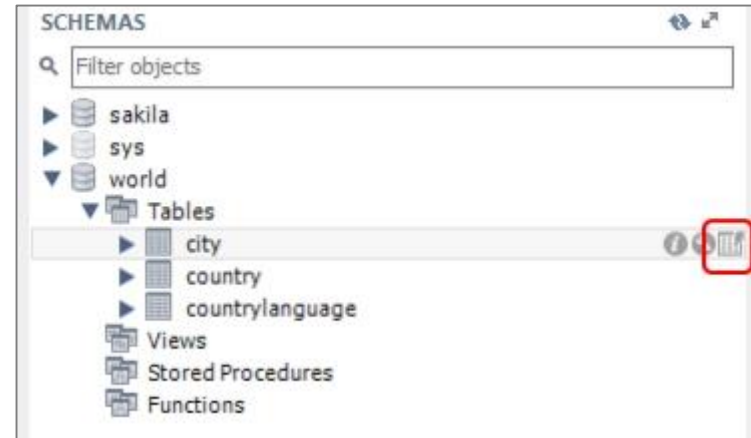 SCHEMAS
Filter objects
sakila
sys
world
Tables
city
country
countrylanguage
Views
Stored Procedures
Functions